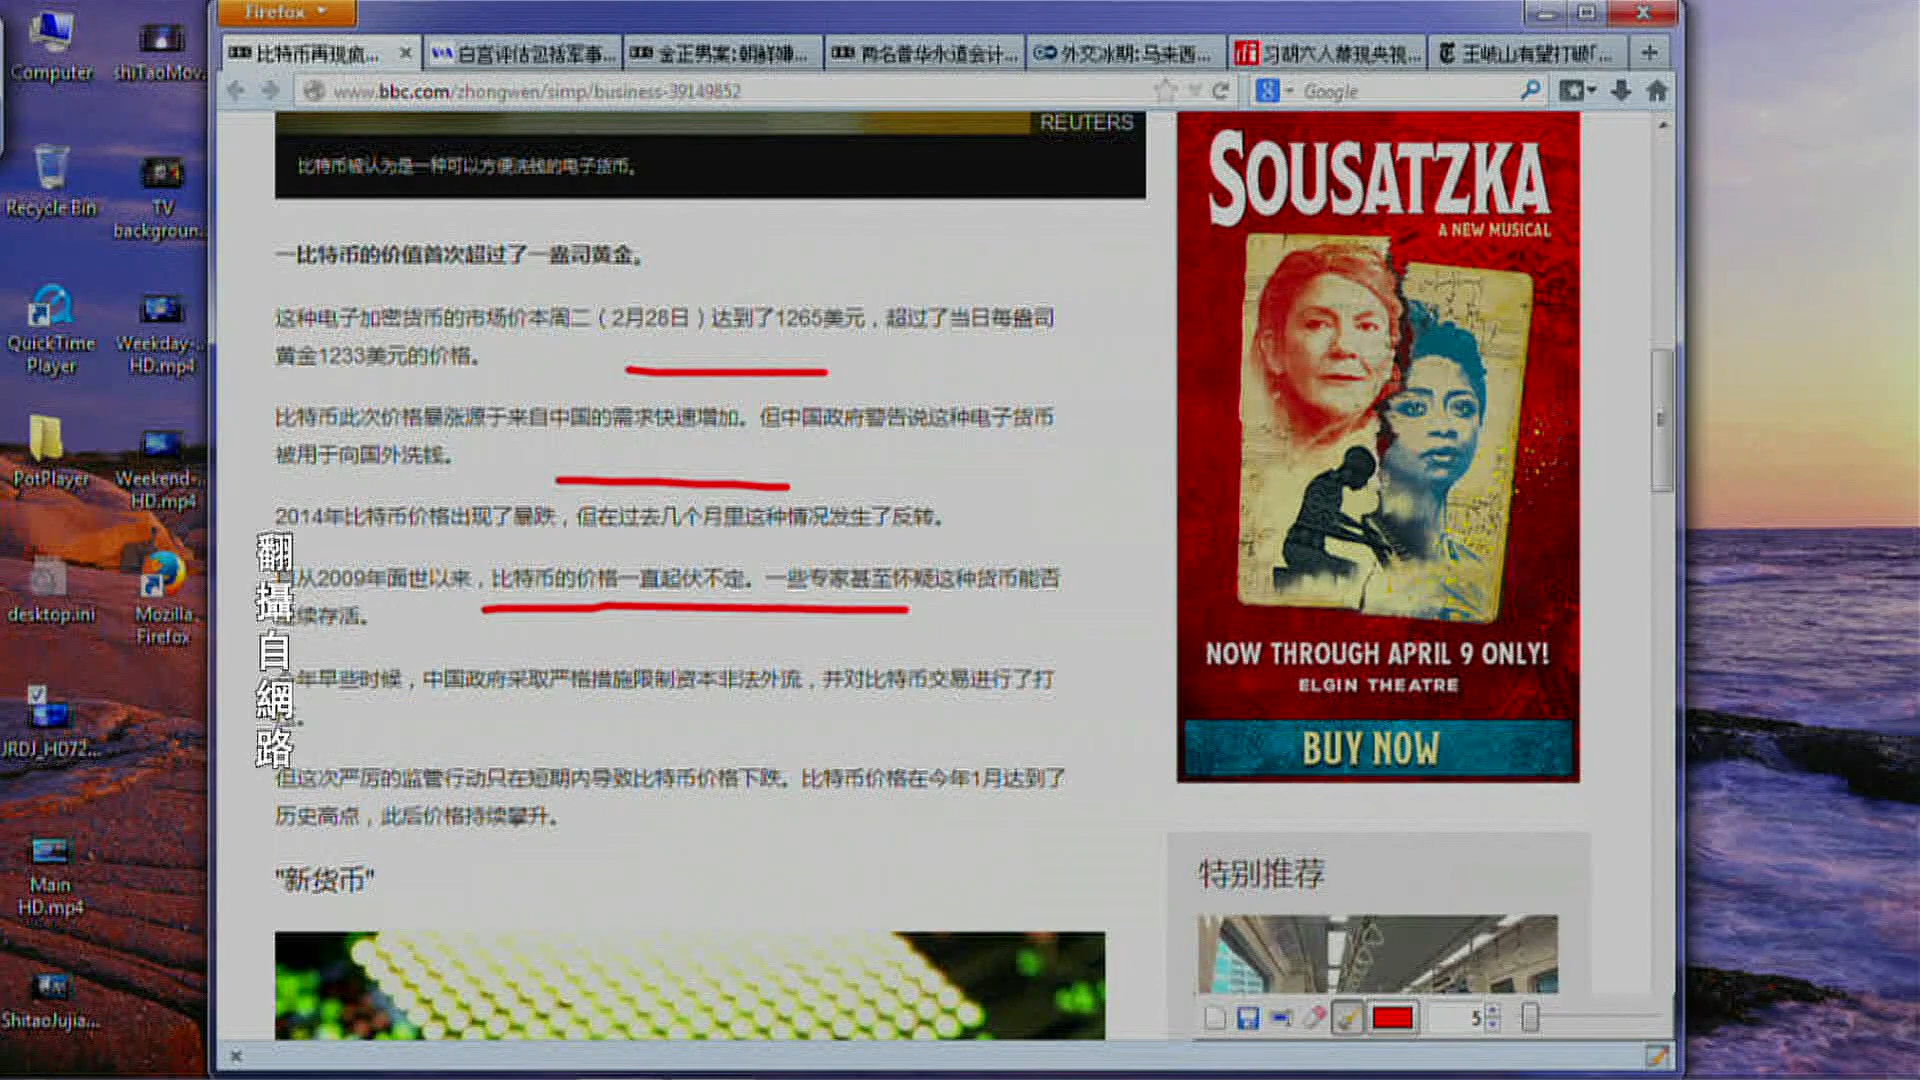 Firefox
Computer
shiTaoMov...
比特币再现疯...
白宫评估包括军事...
金正男案:朝鲜嫌...
两名普华永道会计...
外交冰期:马来西...
习胡六人幕现央视...
王岐山有望打破「...
www.bbc.com/zhongwen/simp/business-39149852
Google
REUTERS
比特币被认为是一种可以方便洗钱的电子货币。
SOUSATZKA
A NEW MUSICAL
Recycle Bin
TV
backgroun...
一比特币的价值首次超过了一盎司黄金。
这种电子加密货币的市场价本周二（2月28日）达到了1265美元，超过了当日每盎司
黄金1233美元的价格。
QuickTime
Player
Weekday-...
HD.mp4
比特币此次价格暴涨源于来自中国的需求快速增加。但中国政府警告说这种电子货币
被用于向国外洗钱。
PotPlayer
Weekend-...
HD.mp4
2014年比特币价格出现了暴跌，但在过去几个月里这种情况发生了反转。
从2009年面世以来，比特币的价格一直起伏不定。一些专家甚至怀疑这种货币能否
续存活。
desktop.ini
Mozilla
Firefox
翻攝自網路
年早些时候，中国政府采取严格措施限制资本非法外流，并对比特币交易进行了打
。
NOW THROUGH APRIL 9 ONLY!
ELGIN THEATRE
BUY NOW
JRDJ_HD72...
但这次严厉的监管行动只在短期内导致比特币价格下跌。比特币价格在今年1月达到了
历史高点，此后价格持续攀升。
"新货币"
特别推荐
Main
HD.mp4
ShitaoJujia...
5